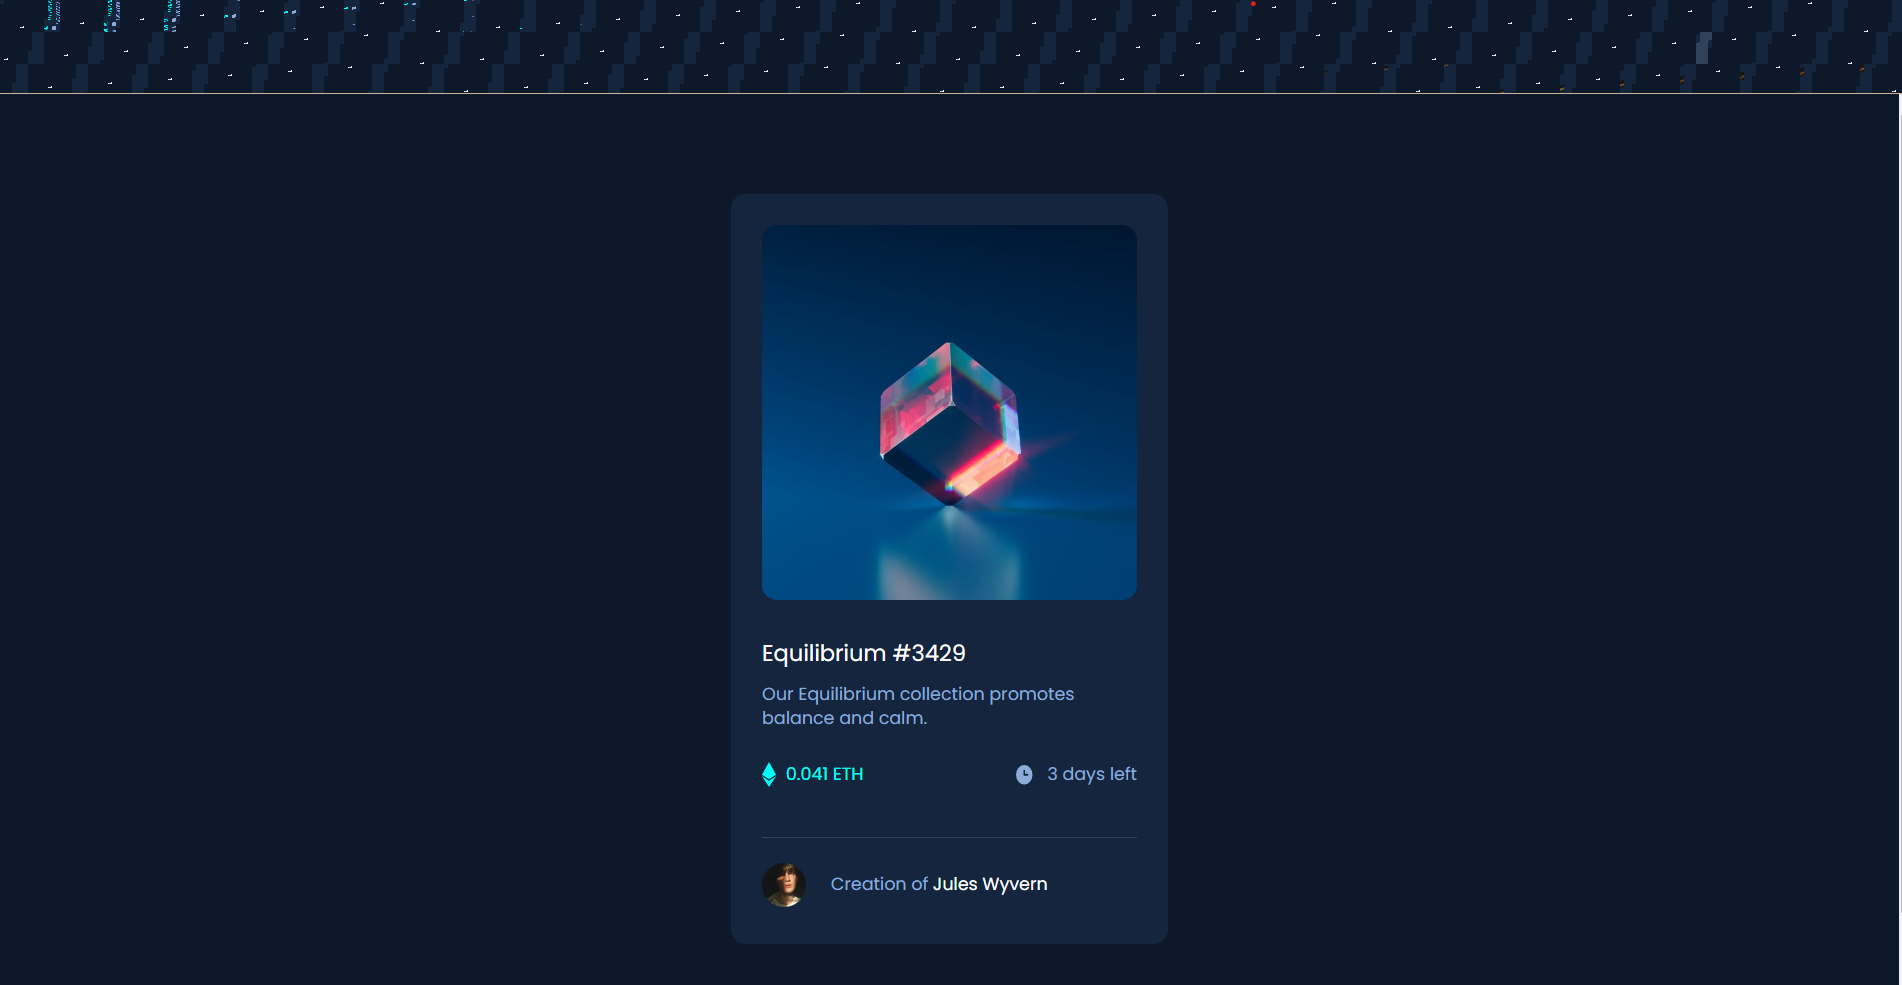 Equilibrium #3429
Our Equilibrium collection promotes
balance and calm.
0.041 ETH
3 days left
Creation of Jules Wyvern